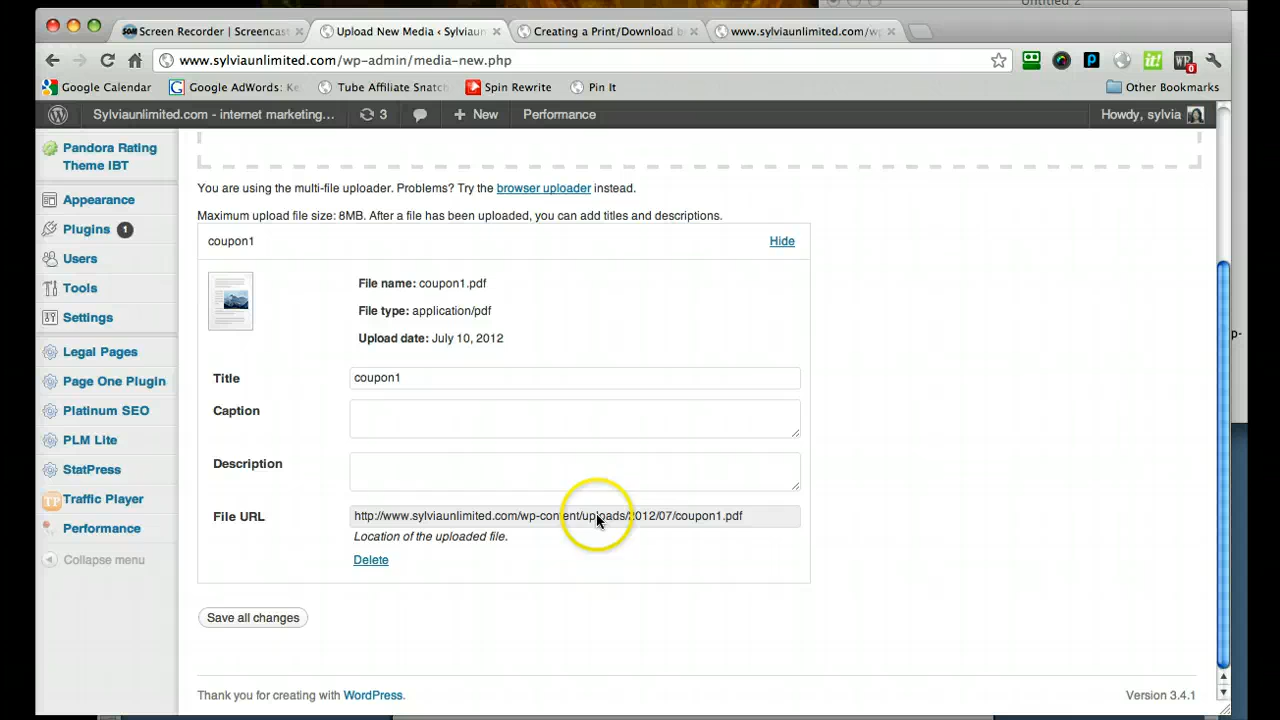 Untitled 2
Screen Recorder | Screencast
Upload New Media ‹ Sylviaun
Creating a Print/Download b
www.sylviaunlimited.com/wp
www.sylviaunlimited.com/wp-admin/media-new.php
Google Calendar
Google AdWords: Ke
Tube Affiliate Snatch
Spin Rewrite
Pin It
Other Bookmarks
Sylviaunlimited.com - internet marketing…
3
New
Performance
Howdy, sylvia
Pandora Rating
Theme IBT
Appearance
Plugins 1
Users
Tools
Settings
Legal Pages
Page One Plugin
Platinum SEO
PLM Lite
StatPress
Traffic Player
Performance
Collapse menu
You are using the multi-file uploader. Problems? Try the browser uploader instead.
Maximum upload file size: 8MB. After a file has been uploaded, you can add titles and descriptions.
coupon1
Hide
File name: coupon1.pdf
File type: application/pdf
Upload date: July 10, 2012
Title
coupon1
Caption
Description
File URL
http://www.sylviaunlimited.com/wp-content/uploads/2012/07/coupon1.pdf
Location of the uploaded file.
Delete
Save all changes
Thank you for creating with WordPress.
Version 3.4.1